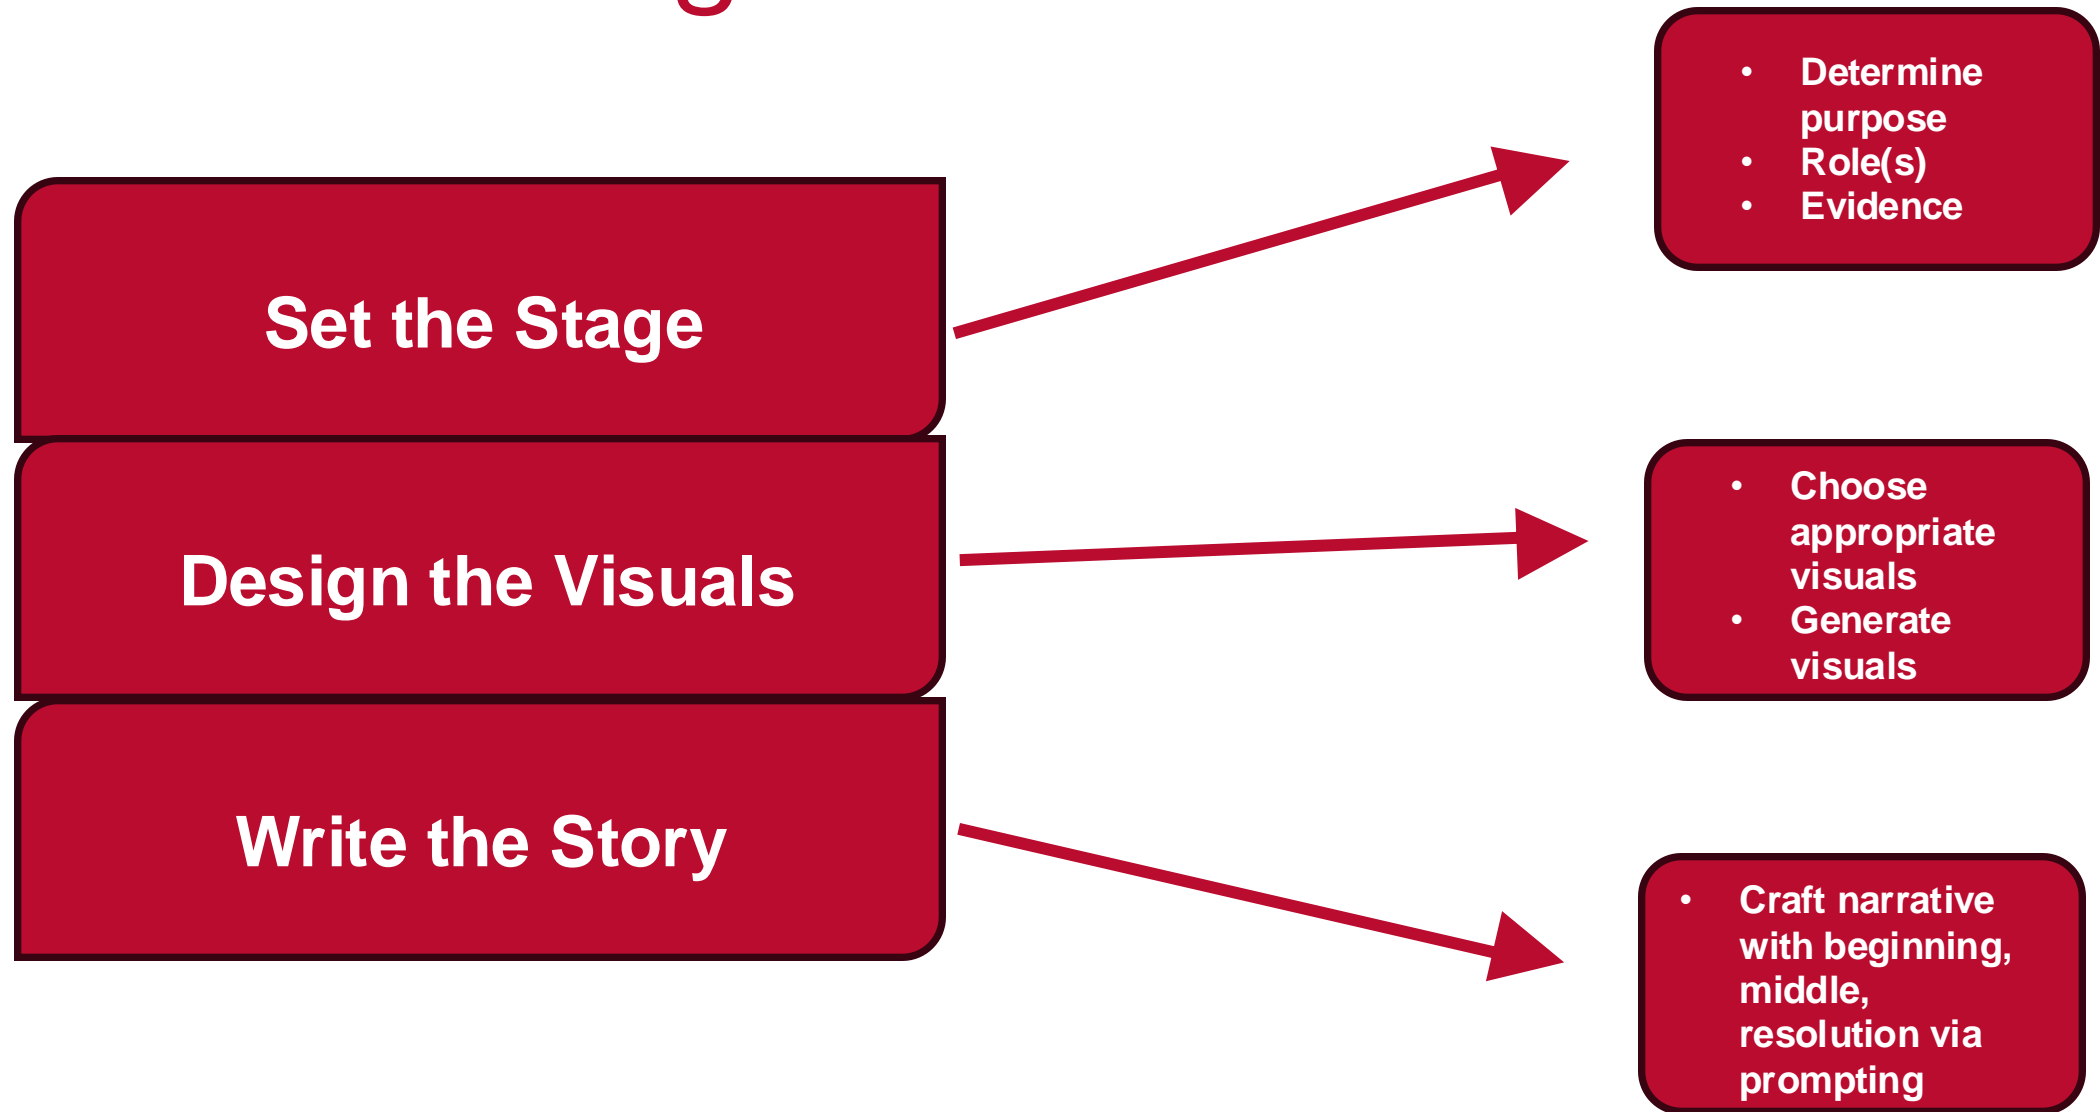 Set the Stage
Design the Visuals
Write the Story
• Determine
purpose
• Role(s)
• Evidence
• Choose
appropriate
visuals
• Generate
visuals
• Craft narrative
with beginning,
middle,
resolution via
prompting